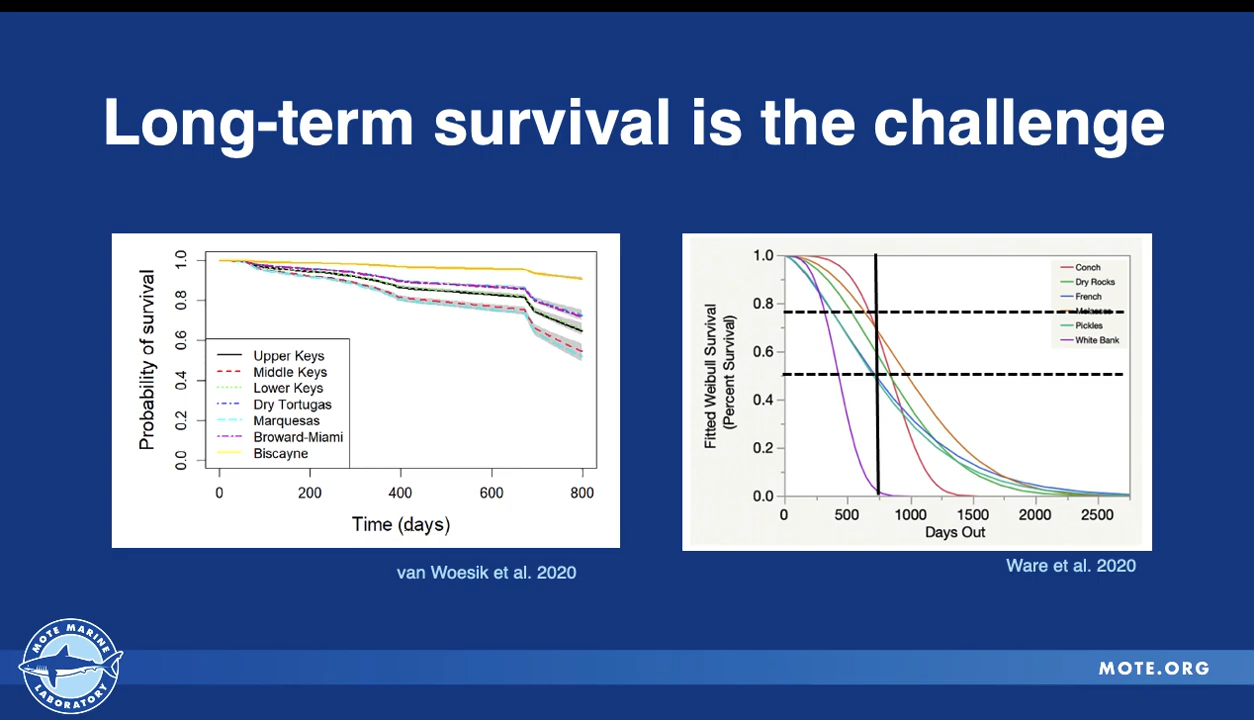 Long-term survival is the challenge
Probability of survival
1.0
0.8
0.6
0.4
0.2
0.0
Upper Keys
Middle Keys
Lower Keys
Dry Tortugas
Marquesas
Broward-Miami
Biscayne
0 200 400 600 800
Time (days)
van Woesik et al. 2020
Fitted Weibull Survival
(Percent Survival)
1.0
0.8
0.6
0.4
0.2
0.0
Conch
Dry Rocks
French
Molasses
Pickles
White Bank
0 500 1000 1500 2000 2500
Days Out
Ware et al. 2020
MOTE MARINE
LABORATORY
MOTE.ORG